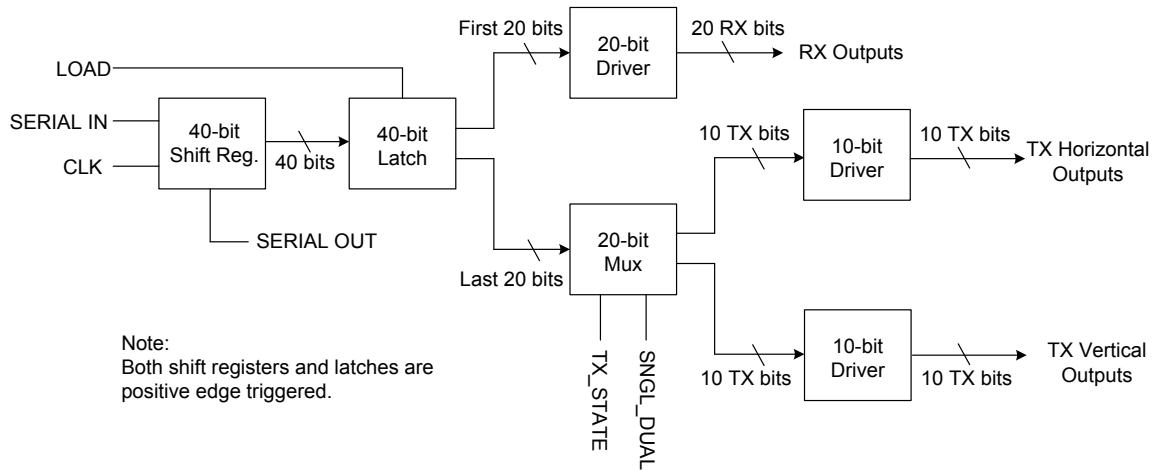 First 20 bits
20-bit
Driver
20 RX bits
RX Outputs
LOAD
SERIAL IN
CLK
40-bit
Shift Reg.
40 bits
40-bit
Latch
SERIAL OUT
10 TX bits
10-bit
Driver
10 TX bits
TX Horizontal
Outputs
Last 20 bits
20-bit
Mux
TX_STATE
SNGL_DUAL
10 TX bits
10-bit
Driver
10 TX bits
TX Vertical
Outputs
Note:
Both shift registers and latches are
positive edge triggered.